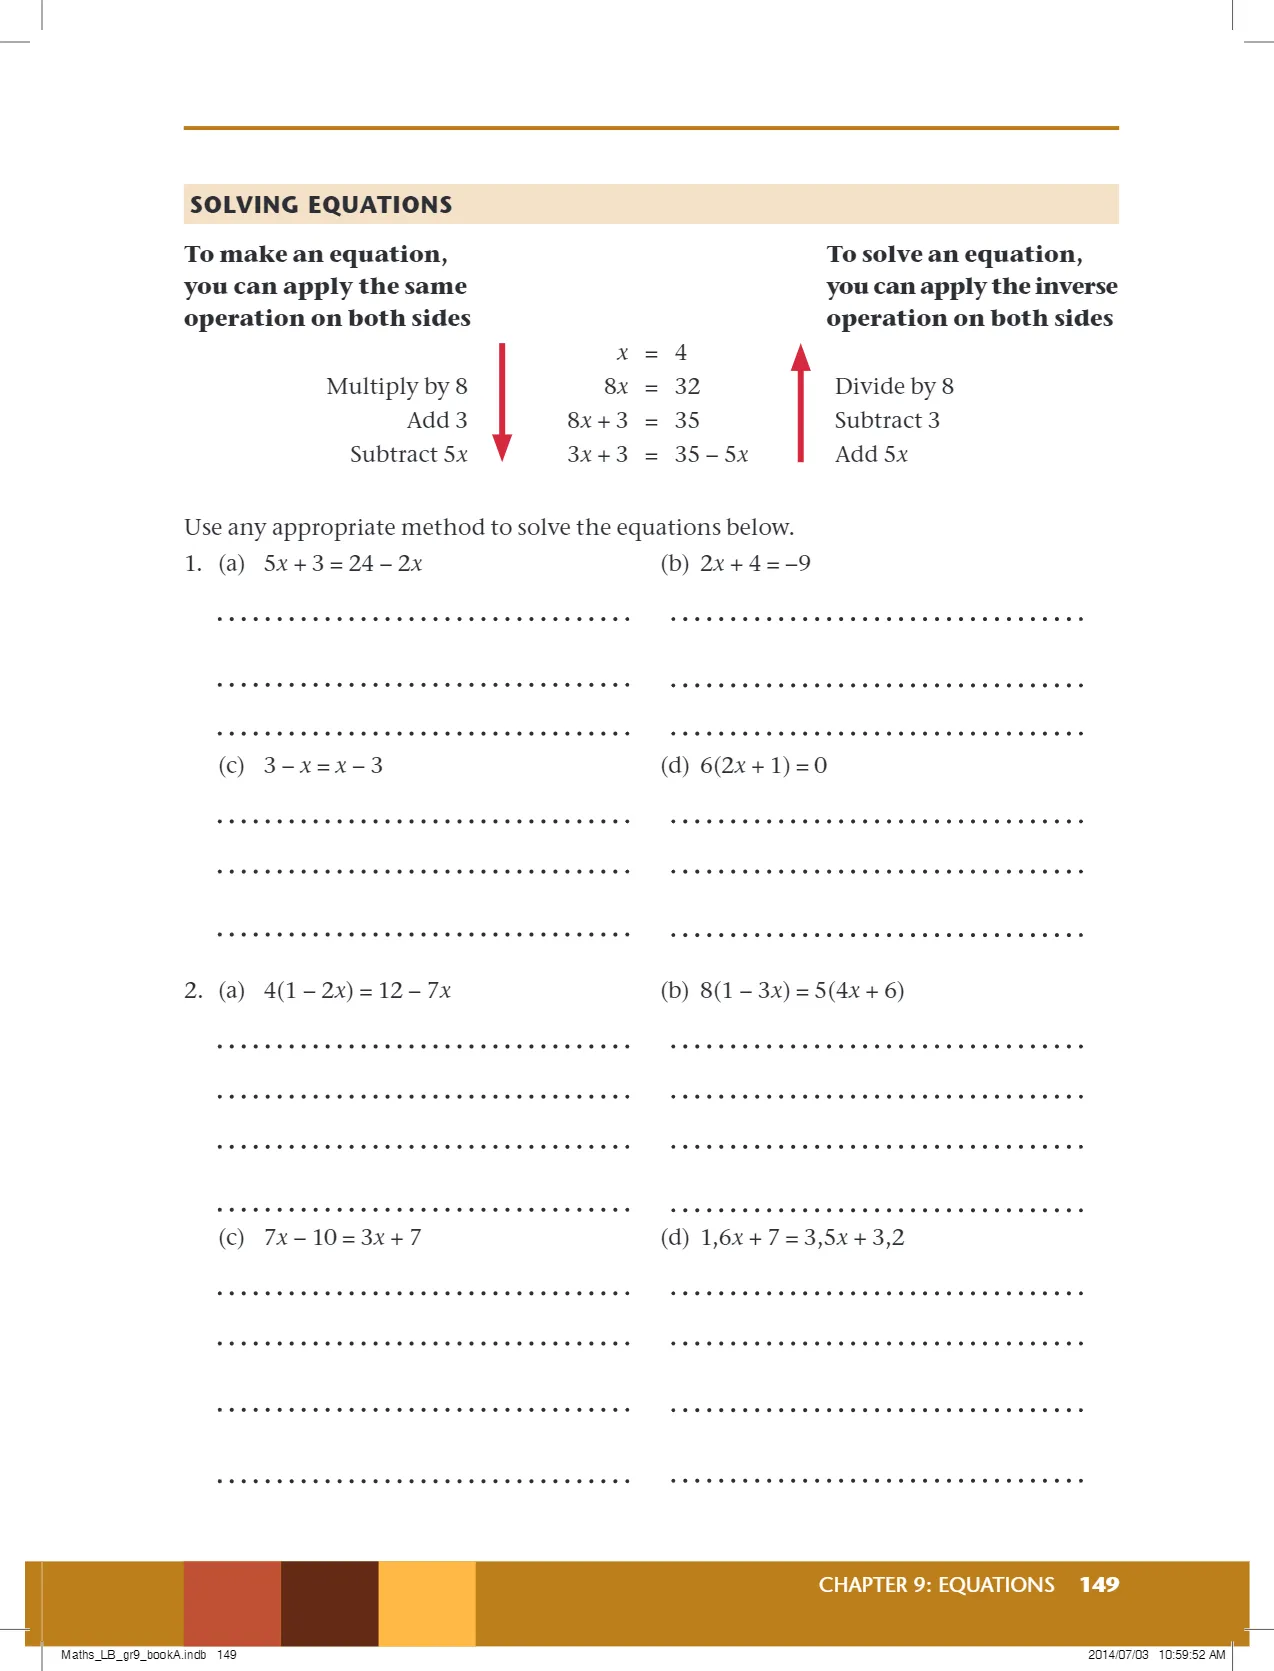 SOLVING EQUATIONS
To make an equation,
you can apply the same
operation on both sides
To solve an equation,
you can apply the inverse
operation on both sides
x = 4
Multiply by 8 8x = 32 Divide by 8
Add 3 8x + 3 = 35 Subtract 3
Subtract 5x 3x + 3 = 35 – 5x Add 5x
Use any appropriate method to solve the equations below.
1. (a) 5x + 3 = 24 – 2x (b) 2x + 4 = –9
(c) 3 – x = x – 3 (d) 6(2x + 1) = 0
2. (a) 4(1 – 2x) = 12 – 7x (b) 8(1 – 3x) = 5(4x + 6)
(c) 7x – 10 = 3x + 7 (d) 1,6x + 7 = 3,5x + 3,2
CHAPTER 9: EQUATIONS 149
Maths_LB_gr9_bookA.indb 149 2014/07/03 10:59:52 AM